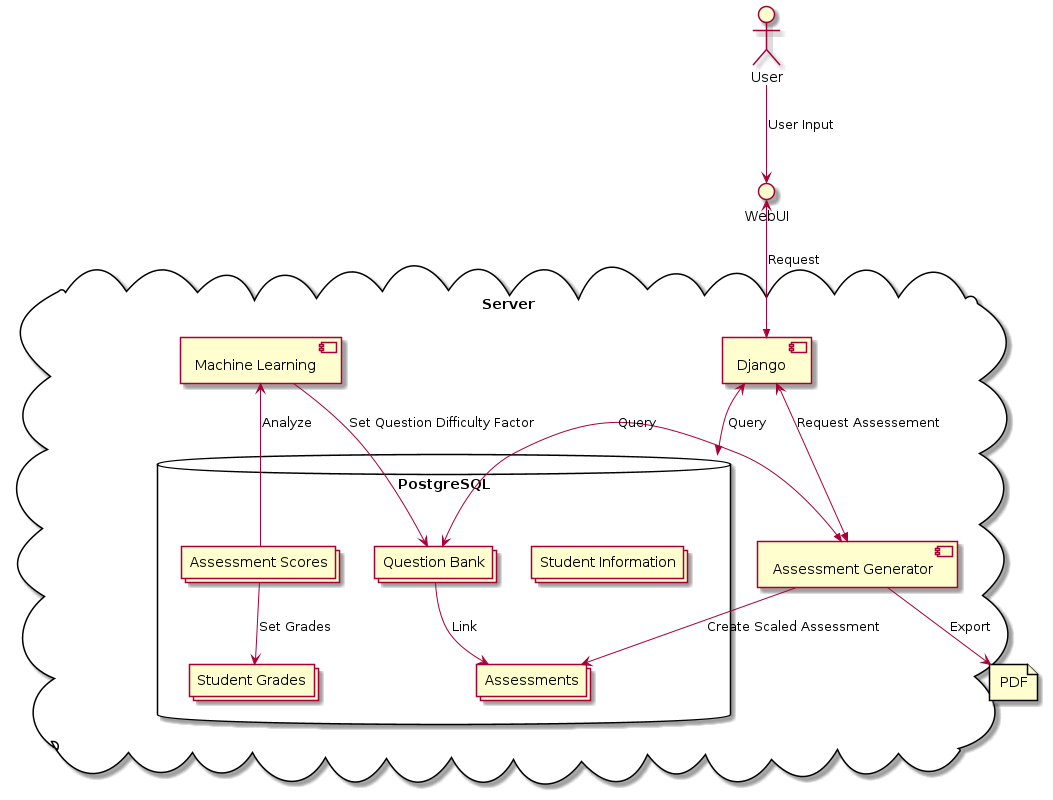 User
User Input
WebUI
Request
Server
Machine Learning
Django
Analyze
Set Question Difficulty Factor
Query
Query
Request Assessement
PostgreSQL
Assessment Scores
Question Bank
Student Information
Assessment Generator
Set Grades
Link
Create Scaled Assessment
Export
Student Grades
Assessments
PDF